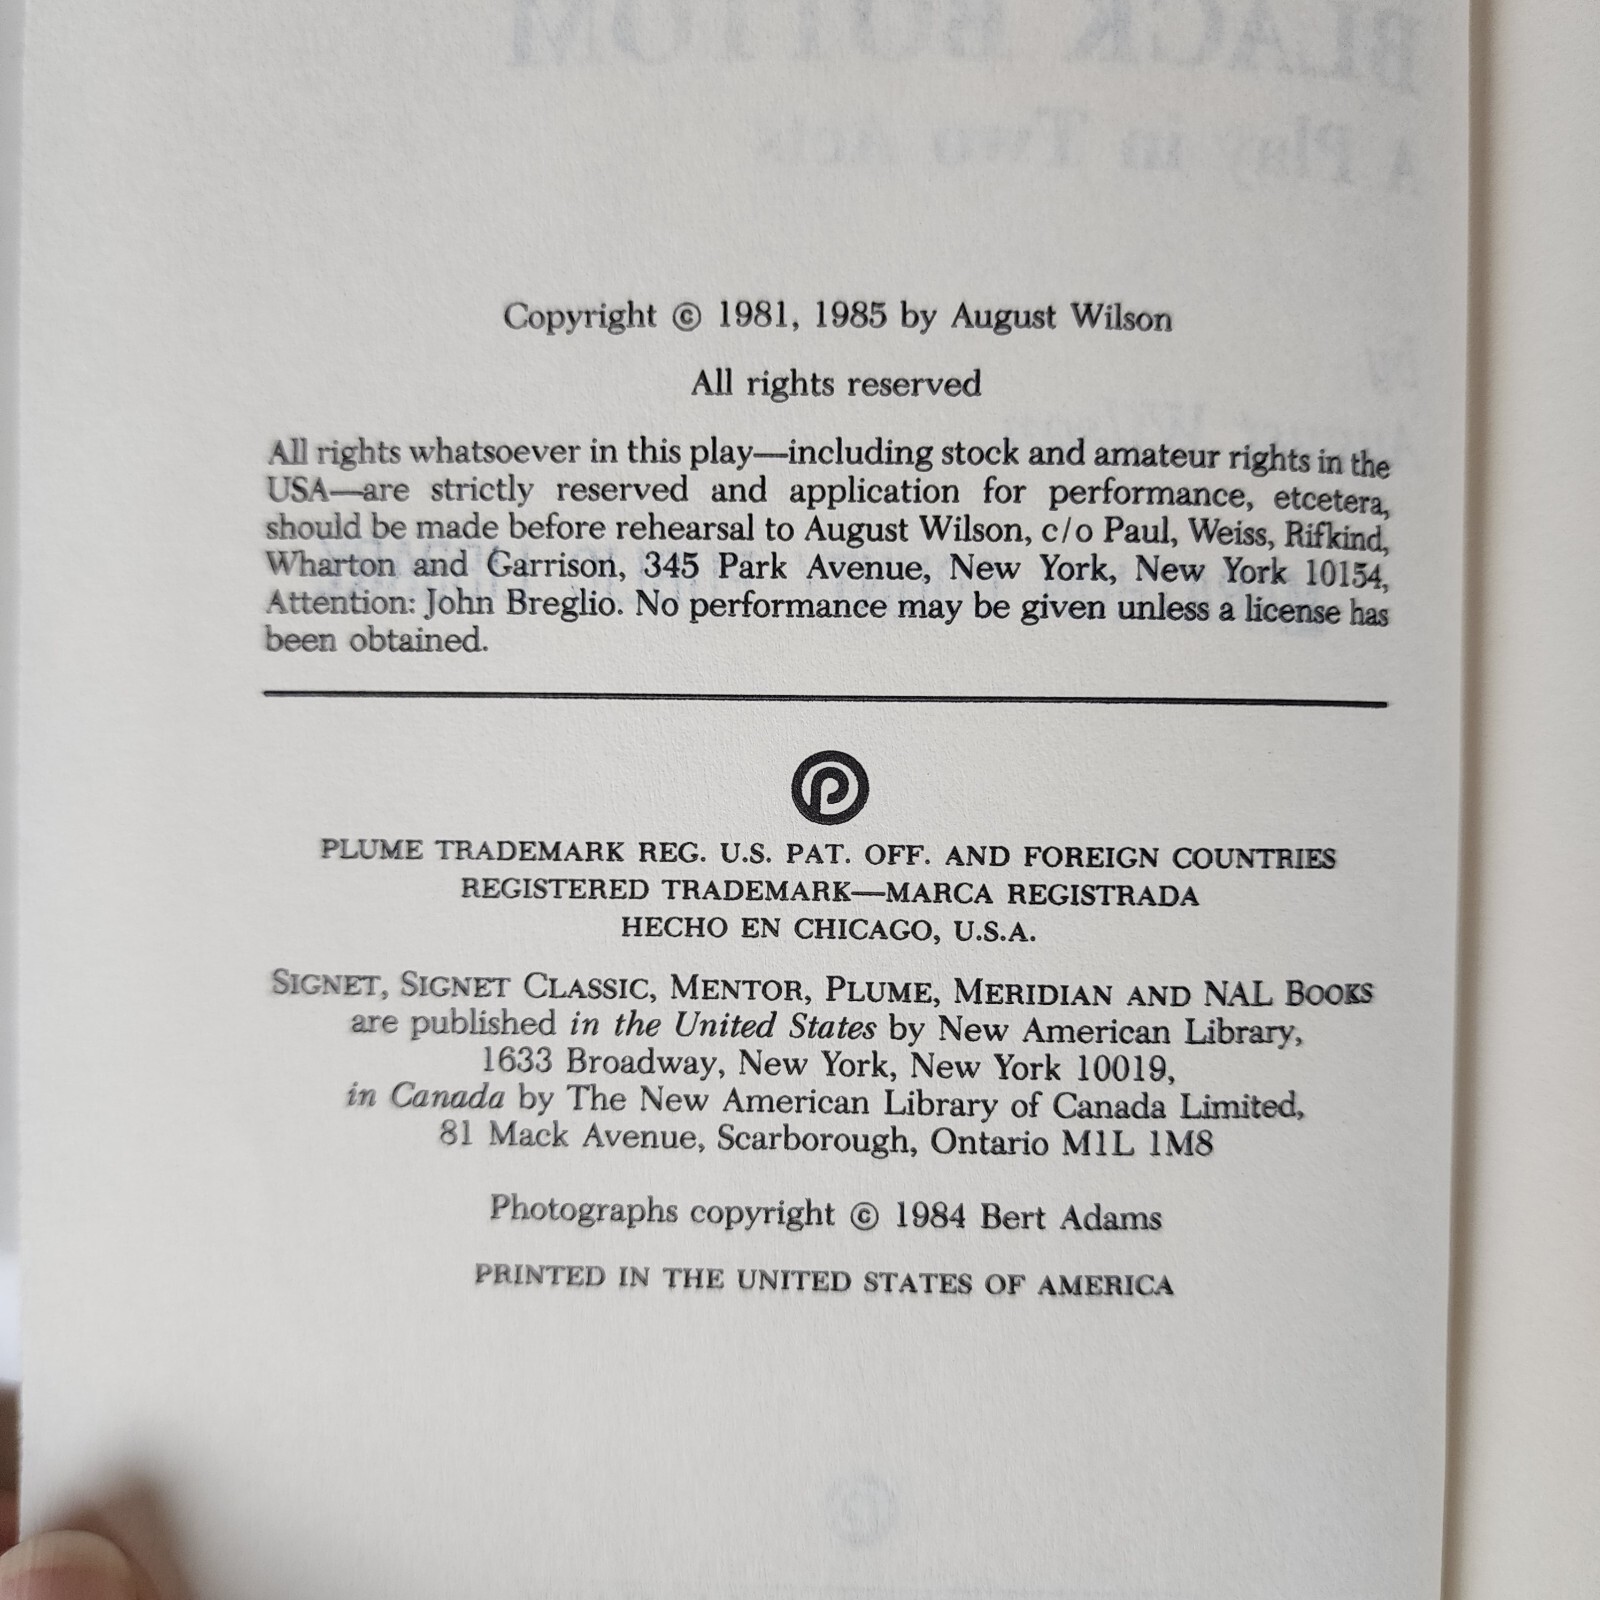 BLACK BOTTOM
A Play in Two Acts
by
Copyright © 1981, 1985 by August Wilson
All rights reserved
All rights whatsoever in this play—including stock and amateur rights in the
USA—are strictly reserved and application for performance, etcetera,
should be made before rehearsal to August Wilson, c/o Paul, Weiss, Rifkind,
Wharton and Garrison, 345 Park Avenue, New York, New York 10154,
Attention: John Breglio. No performance may be given unless a license has
been obtained.
PLUME TRADEMARK REG. U.S. PAT. OFF. AND FOREIGN COUNTRIES
REGISTERED TRADEMARK—MARCA REGISTRADA
HECHO EN CHICAGO, U.S.A.
SIGNET, SIGNET CLASSIC, MENTOR, PLUME, MERIDIAN AND NAL BOOKS
are published in the United States by New American Library,
1633 Broadway, New York, New York 10019,
in Canada by The New American Library of Canada Limited,
81 Mack Avenue, Scarborough, Ontario M1L 1M8
Photographs copyright © 1984 Bert Adams
PRINTED IN THE UNITED STATES OF AMERICA